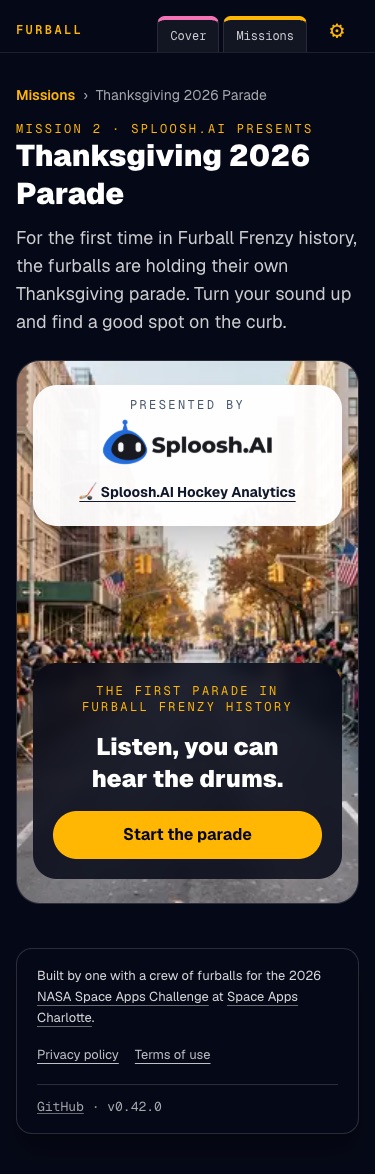 FURBALL
Cover
Missions
Missions › Thanksgiving 2026 Parade
MISSION 2 · SPLOOSH.AI PRESENTS
Thanksgiving 2026
Parade
For the first time in Furball Frenzy history,
the furballs are holding their own
Thanksgiving parade. Turn your sound up
and find a good spot on the curb.
PRESENTED BY
Sploosh.AI
Sploosh.AI Hockey Analytics
THE FIRST PARADE IN
FURBALL FRENZY HISTORY
Listen, you can
hear the drums.
Start the parade
Built by one with a crew of furballs for the 2026
NASA Space Apps Challenge at Space Apps
Charlotte.
Privacy policy
Terms of use
GitHub · v0.42.0